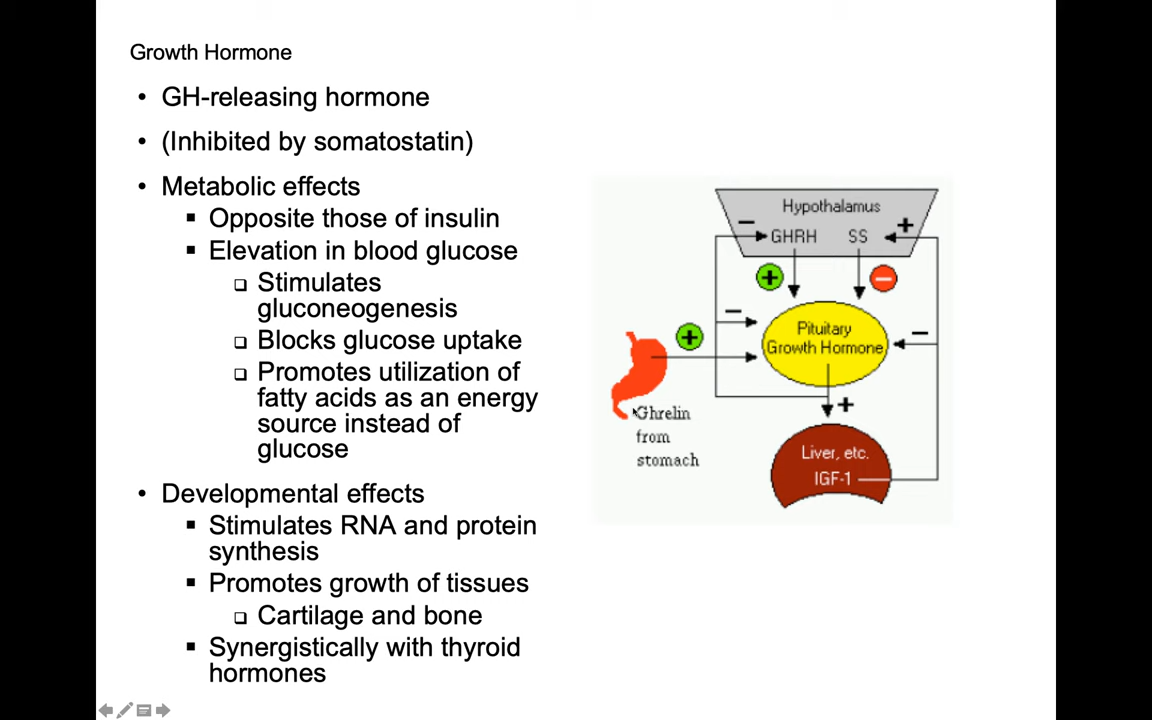 Growth Hormone
• GH-releasing hormone
• (Inhibited by somatostatin)
• Metabolic effects
▪ Opposite those of insulin
▪ Elevation in blood glucose
❑ Stimulates
gluconeogenesis
❑ Blocks glucose uptake
❑ Promotes utilization of
fatty acids as an energy
source instead of
glucose
• Developmental effects
▪ Stimulates RNA and protein
synthesis
▪ Promotes growth of tissues
❑ Cartilage and bone
▪ Synergistically with thyroid
hormones
Hypothalamus
− GHRH SS +
+ −
−
Pituitary
Growth Hormone
−
+
Ghrelin
from
stomach
+
Liver, etc.
IGF-1